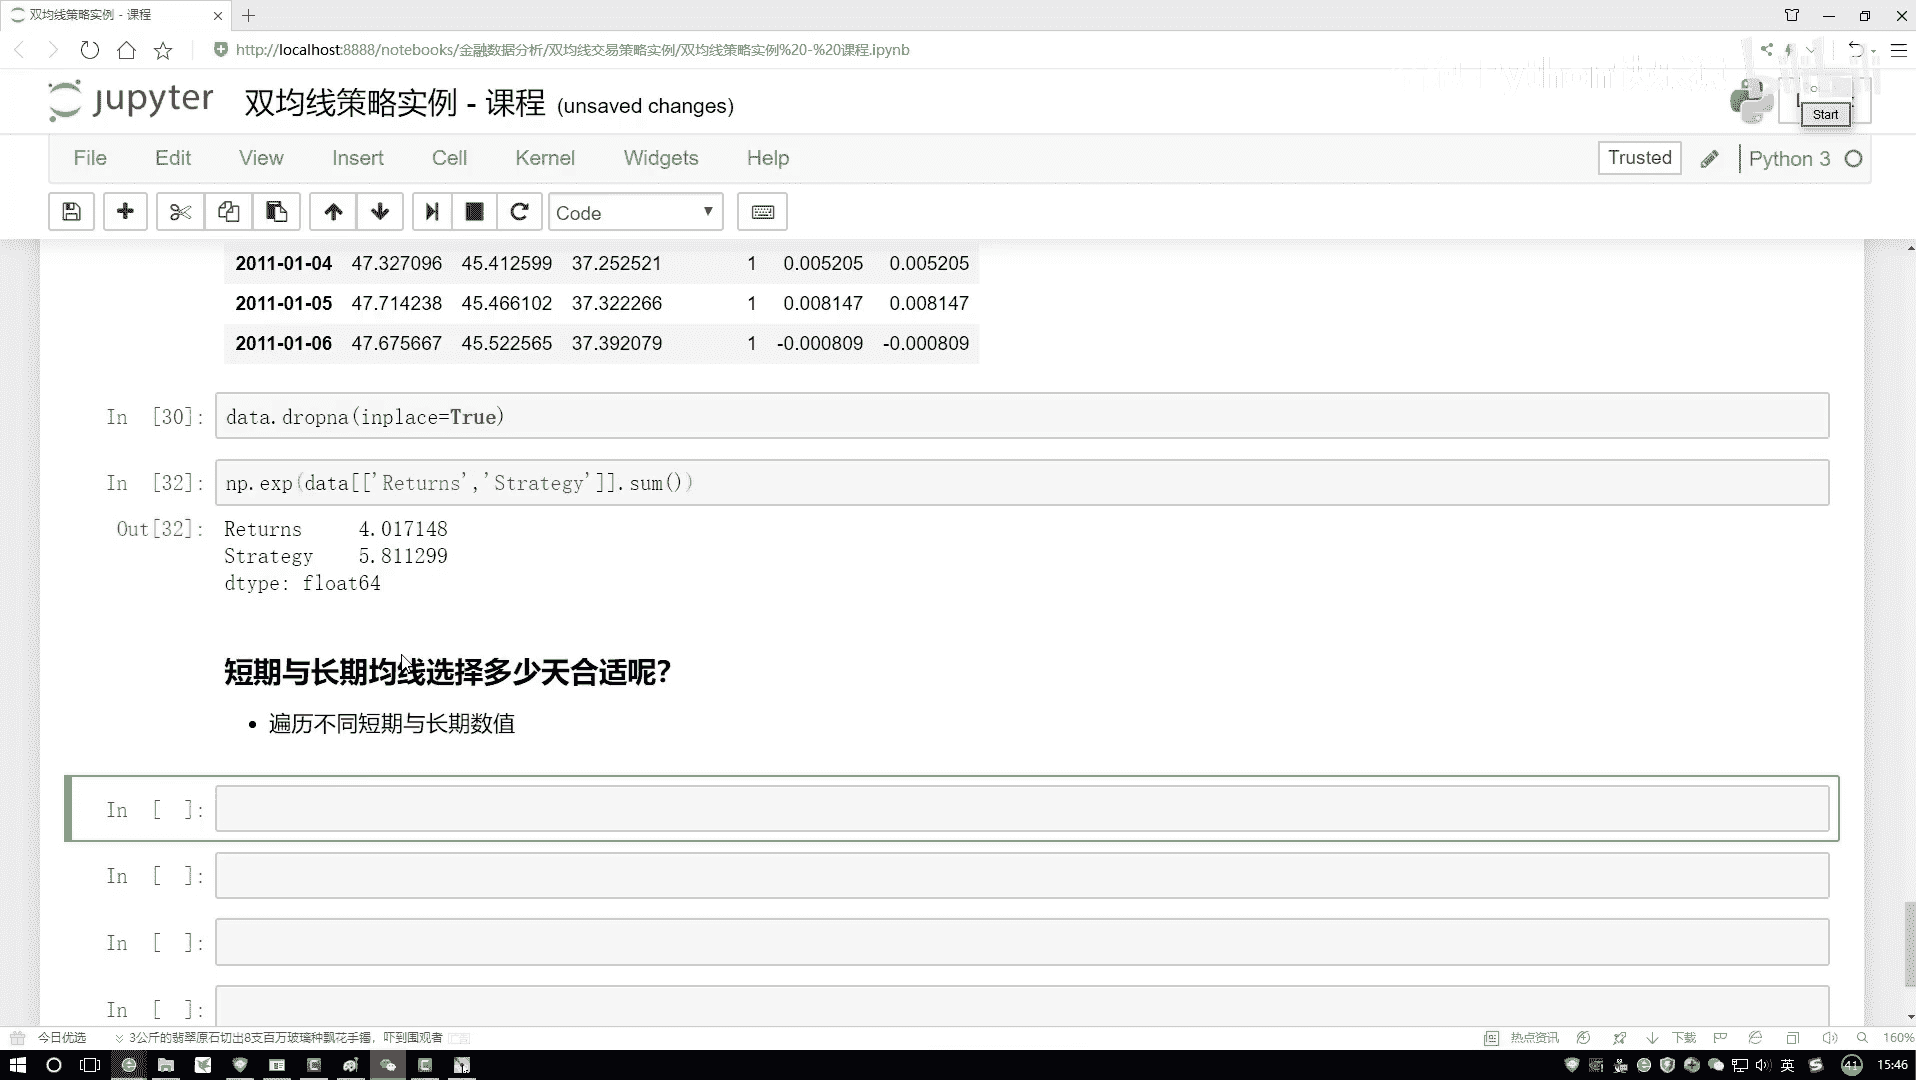 双均线策略实例 - 课程
http://localhost:8888/notebooks/金融数据分析/双均线交易策略实例/双均线策略实例%20-%20课程.ipynb
jupyter 双均线策略实例 - 课程 (unsaved changes)
Start
File Edit View Insert Cell Kernel Widgets Help
Trusted Python 3
Code
2011-01-04 47.327096 45.412599 37.252521 1 0.005205 0.005205
2011-01-05 47.714238 45.466102 37.322266 1 0.008147 0.008147
2011-01-06 47.675667 45.522565 37.392079 1 -0.000809 -0.000809
In [30]: data.dropna(inplace=True)
In [32]: np.exp(data[['Returns','Strategy']].sum())
Out[32]: Returns 4.017148
Strategy 5.811299
dtype: float64
短期与长期均线选择多少天合适呢?
• 遍历不同短期与长期数值
In [ ]:
In [ ]:
In [ ]:
In [ ]:
今日优选 3公斤的翡翠原石切出8支百万玻璃种飘花手镯，吓到围观者
热点资讯 下载 160%
英 41 15:46